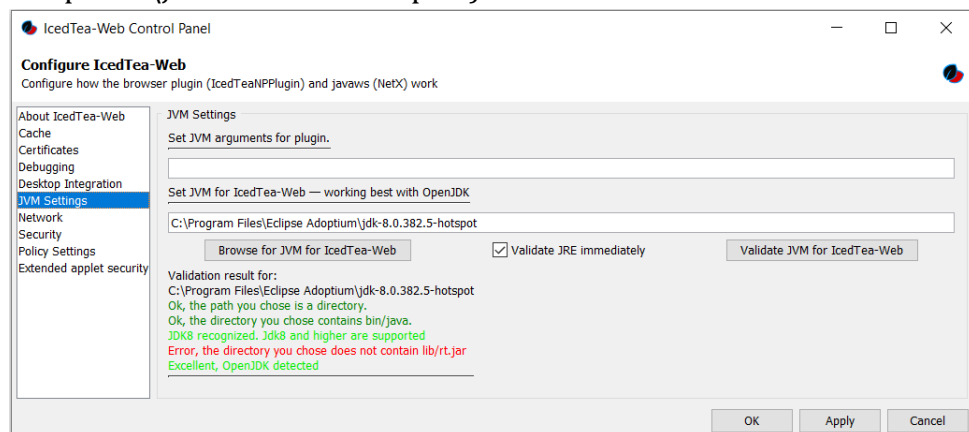 IcedTea-Web Control Panel
Configure IcedTea-Web
Configure how the browser plugin (IcedTeaNPPlugin) and javaws (NetX) work
About IcedTea-Web
Cache
Certificates
Debugging
Desktop Integration
JVM Settings
Network
Security
Policy Settings
Extended applet security
JVM Settings
Set JVM arguments for plugin.
Set JVM for IcedTea-Web — working best with OpenJDK
C:\Program Files\Eclipse Adoptium\jdk-8.0.382.5-hotspot
Browse for JVM for IcedTea-Web
Validate JRE immediately
Validate JVM for IcedTea-Web
Validation result for:
C:\Program Files\Eclipse Adoptium\jdk-8.0.382.5-hotspot
Ok, the path you chose is a directory.
Ok, the directory you chose contains bin/java.
JDK8 recognized. Jdk8 and higher are supported
Error, the directory you chose does not contain lib/rt.jar
Excellent, OpenJDK detected
OK
Apply
Cancel